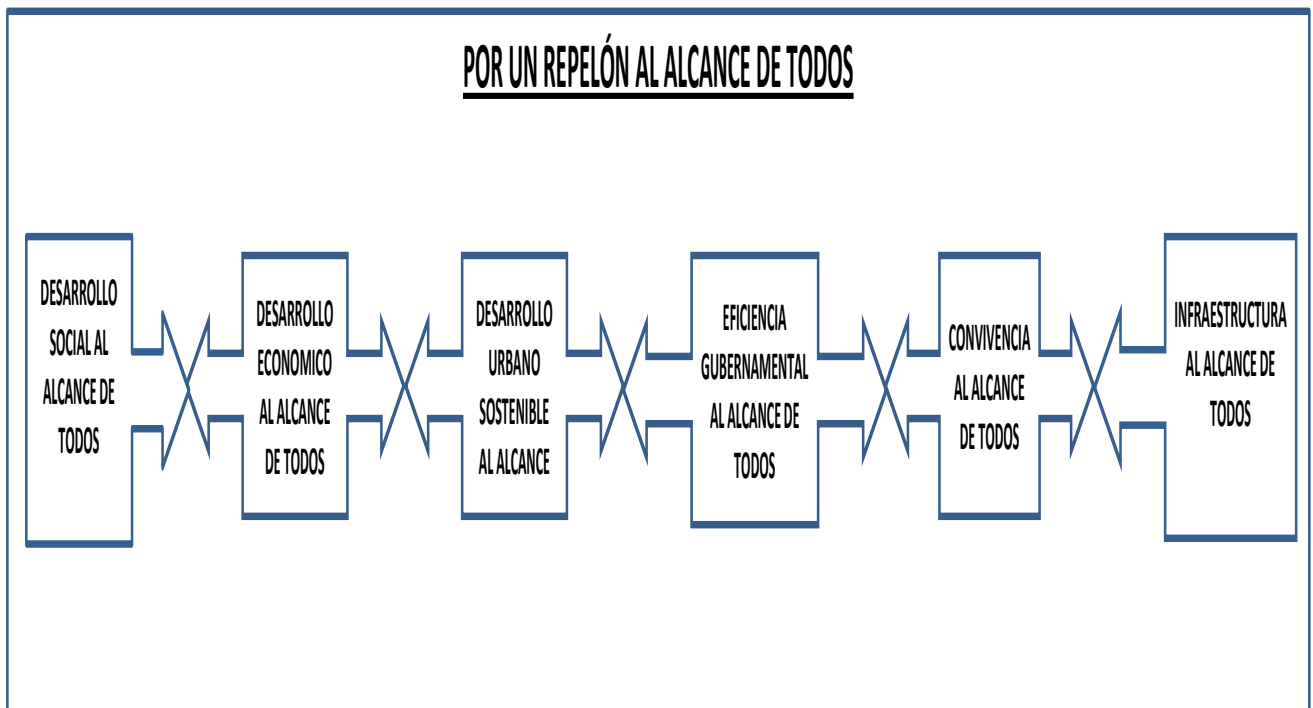 POR UN REPELÓN AL ALCANCE DE TODOS
DESARROLLO
SOCIAL AL
ALCANCE DE
TODOS
DESARROLLO
ECONOMICO
AL ALCANCE
DE TODOS
DESARROLLO
URBANO
SOSTENIBLE
AL ALCANCE
EFICIENCIA
GUBERNAMENTAL
AL ALCANCE DE
TODOS
CONVIVENCIA
AL ALCANCE
DE TODOS
INFRAESTRUCTURA
AL ALCANCE DE
TODOS